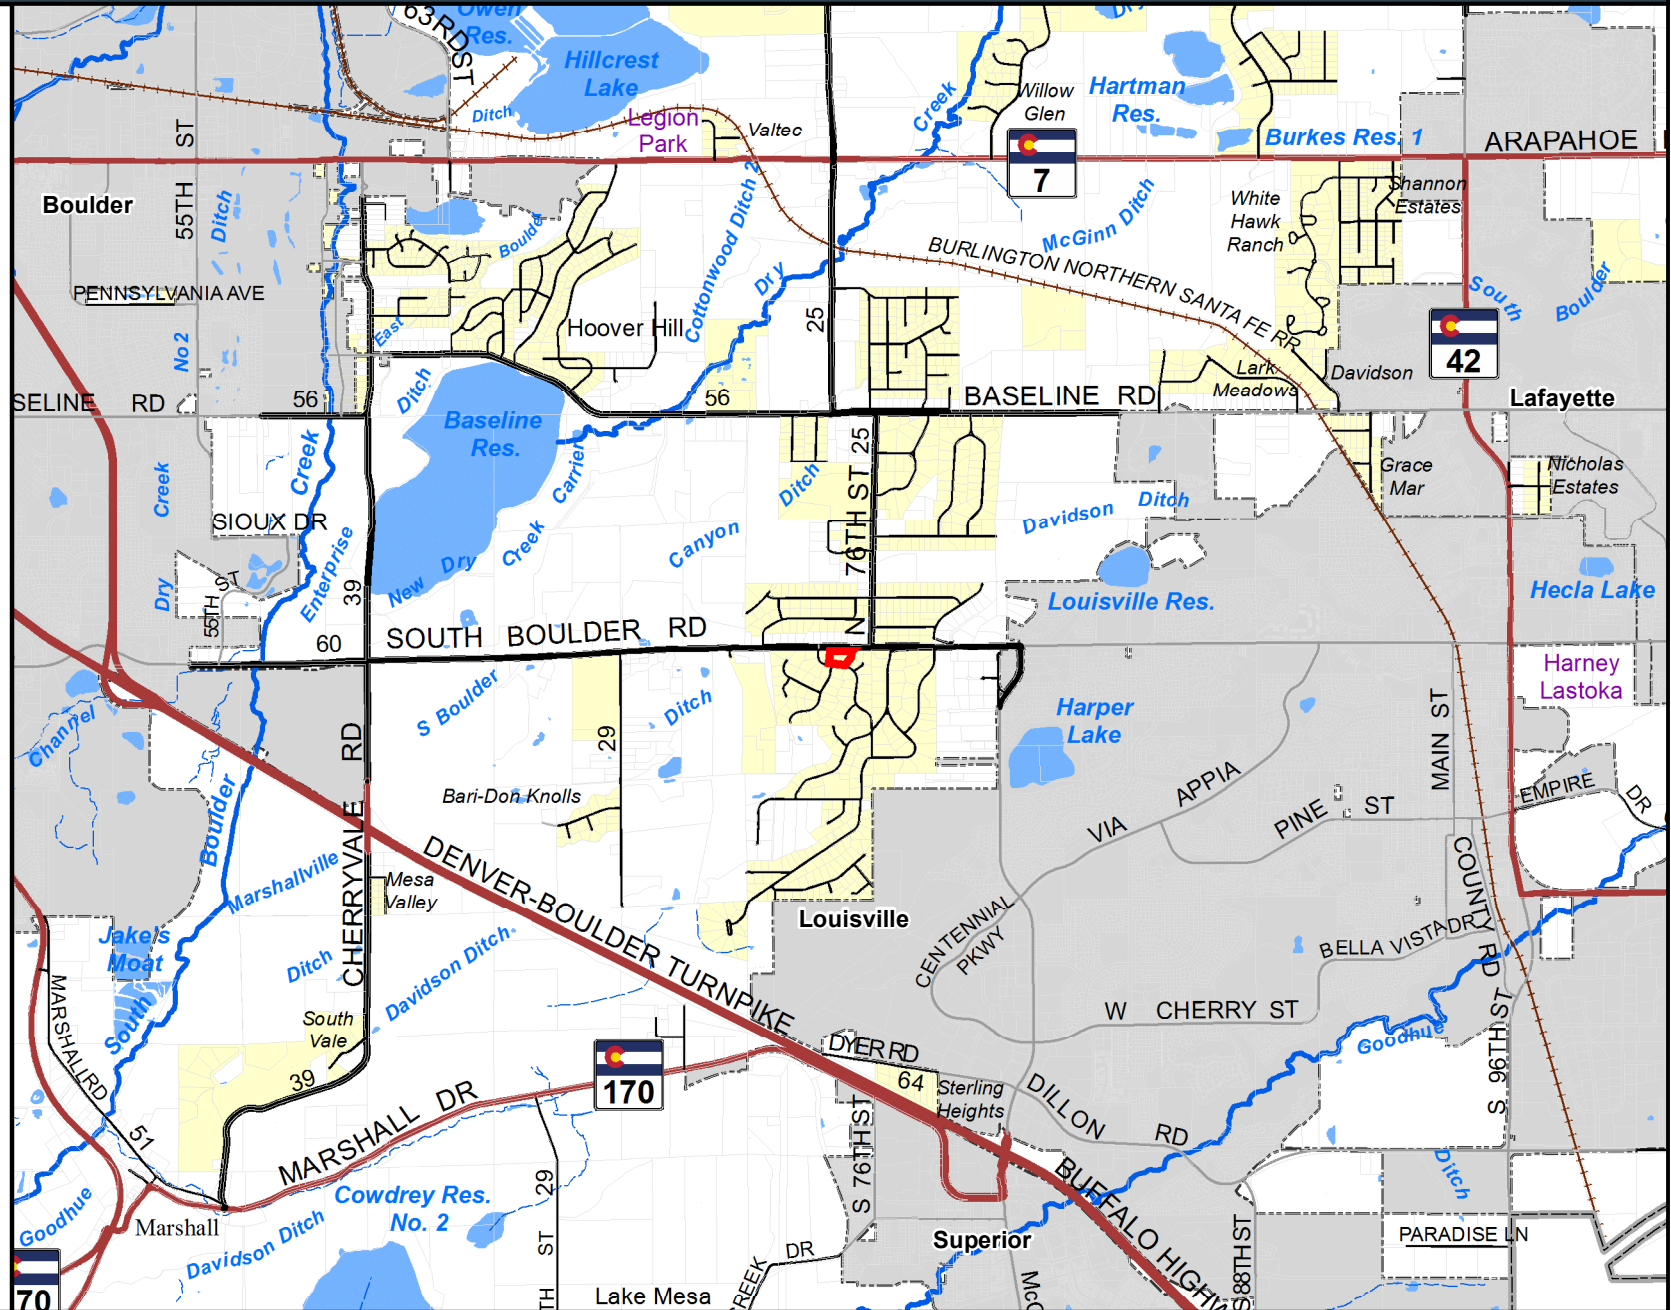 63RD ST
Owen
Res.
Hillcrest
Lake
Ditch
Legion
Park
Valtec
Creek
Willow
Glen
Hartman
Res.
Dry
Burkes Res. 1
ARAPAHOE
7
55TH ST
Boulder
Ditch
No 2
PENNSYLVANIA AVE
Boulder
East
Ditch
Hoover Hill
Cottonwood Ditch 2
Dry
25
McGinn Ditch
BURLINGTON NORTHERN SANTA FE RR
White
Hawk
Ranch
Shannon
Estates
South
Boulder
42
Lark
Meadows
Davidson
Lafayette
SELINE RD
56
56
BASELINE RD
Baseline
Res.
Creek
Carrier
Ditch
25
76TH ST
N
Grace
Mar
Nicholas
Estates
Creek
Dry
SIOUX DR
55TH ST
Enterprise
39
New Dry Creek
Canyon
Davidson Ditch
Louisville Res.
Hecla Lake
60
SOUTH BOULDER RD
Harney
Lastoka
S Boulder
Ditch
29
Harper
Lake
MAIN ST
Channel
Boulder
CHERRYVALE RD
Bari-Don Knolls
VIA APPIA
PINE ST
EMPIRE DR
Marshallville
Ditch
Mesa
Valley
DENVER-BOULDER TURNPIKE
Louisville
CENTENNIAL
PKWY
COUNTY RD
BELLA VISTA DR
Jake's
Moat
South
Davidson Ditch
W CHERRY ST
Goodhue
S 96TH ST
MARSHALL RD
South
Vale
39
51
170
DYER RD
64
Sterling
Heights
DILLON RD
MARSHALL DR
S 76TH ST
BUFFALO HIGHW
Ditch
Goodhue
Marshall
Cowdrey Res.
No. 2
Davidson Ditch
29
TH ST
Superior
PARADISE LN
S 88TH ST
70
Lake Mesa
REEK DR
McC